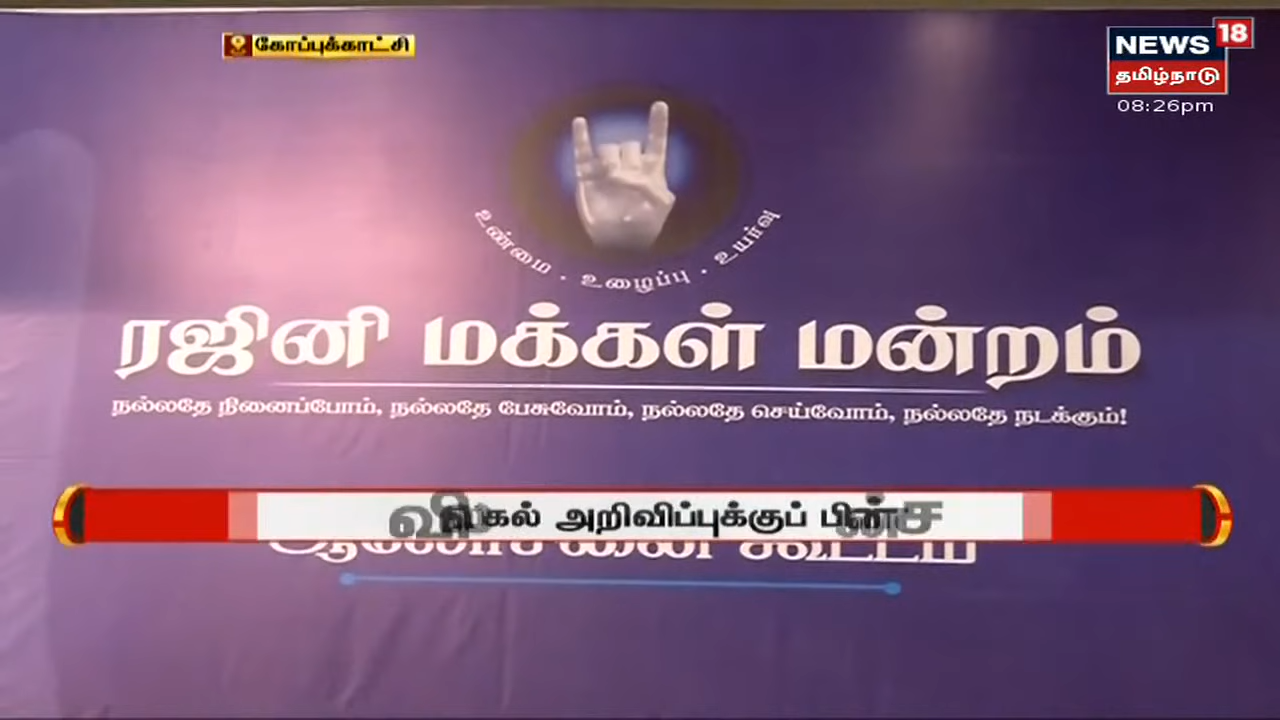 கோப்புக்காட்சி
NEWS 18
தமிழ்நாடு
08:26pm
உண்மை · உழைப்பு · உயர்வு
ரஜினி மக்கள் மன்றம்
நல்லதே நினைப்போம், நல்லதே பேசுவோம், நல்லதே செய்வோம், நல்லதே நடக்கும்!
அறிவிப்புக்குப்
கூட்டம்